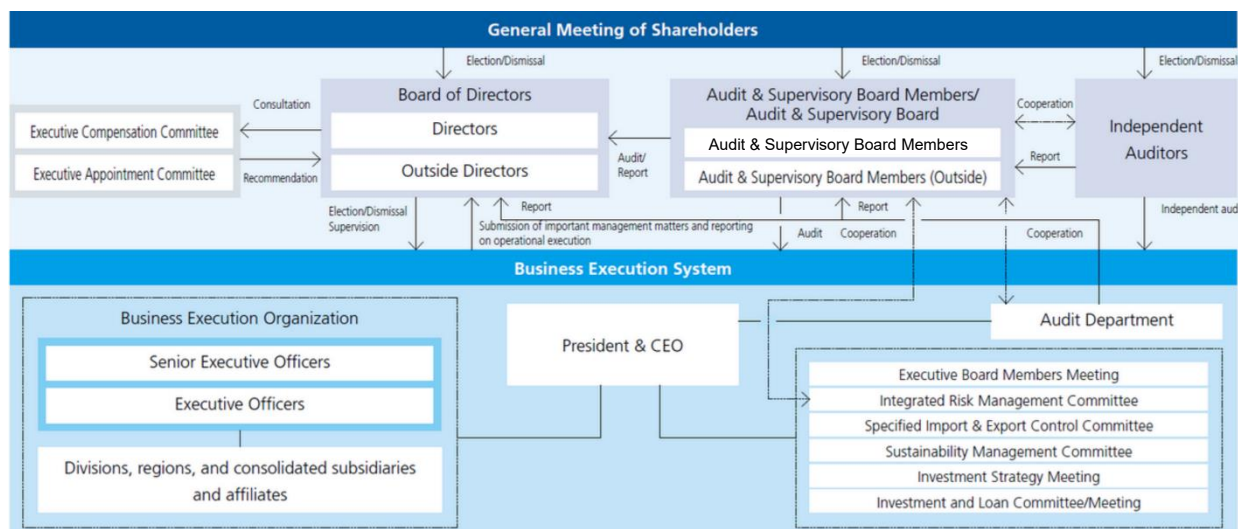 General Meeting of Shareholders
Election/Dismissal
Election/Dismissal
Election/Dismissal
Consultation
Executive Compensation Committee
Executive Appointment Committee
Recommendation
Board of Directors
Directors
Outside Directors
Audit/
Report
Audit & Supervisory Board Members/
Audit & Supervisory Board
Audit & Supervisory Board Members
Audit & Supervisory Board Members (Outside)
Cooperation
Report
Independent
Auditors
Election/Dismissal
Supervision
Report
Submission of important management matters and reporting
on operational execution
Audit
Cooperation
Report
Cooperation
Independent aud
Business Execution System
Business Execution Organization
Senior Executive Officers
Executive Officers
Divisions, regions, and consolidated subsidiaries
and affiliates
President & CEO
Audit Department
Executive Board Members Meeting
Integrated Risk Management Committee
Specified Import & Export Control Committee
Sustainability Management Committee
Investment Strategy Meeting
Investment and Loan Committee/Meeting